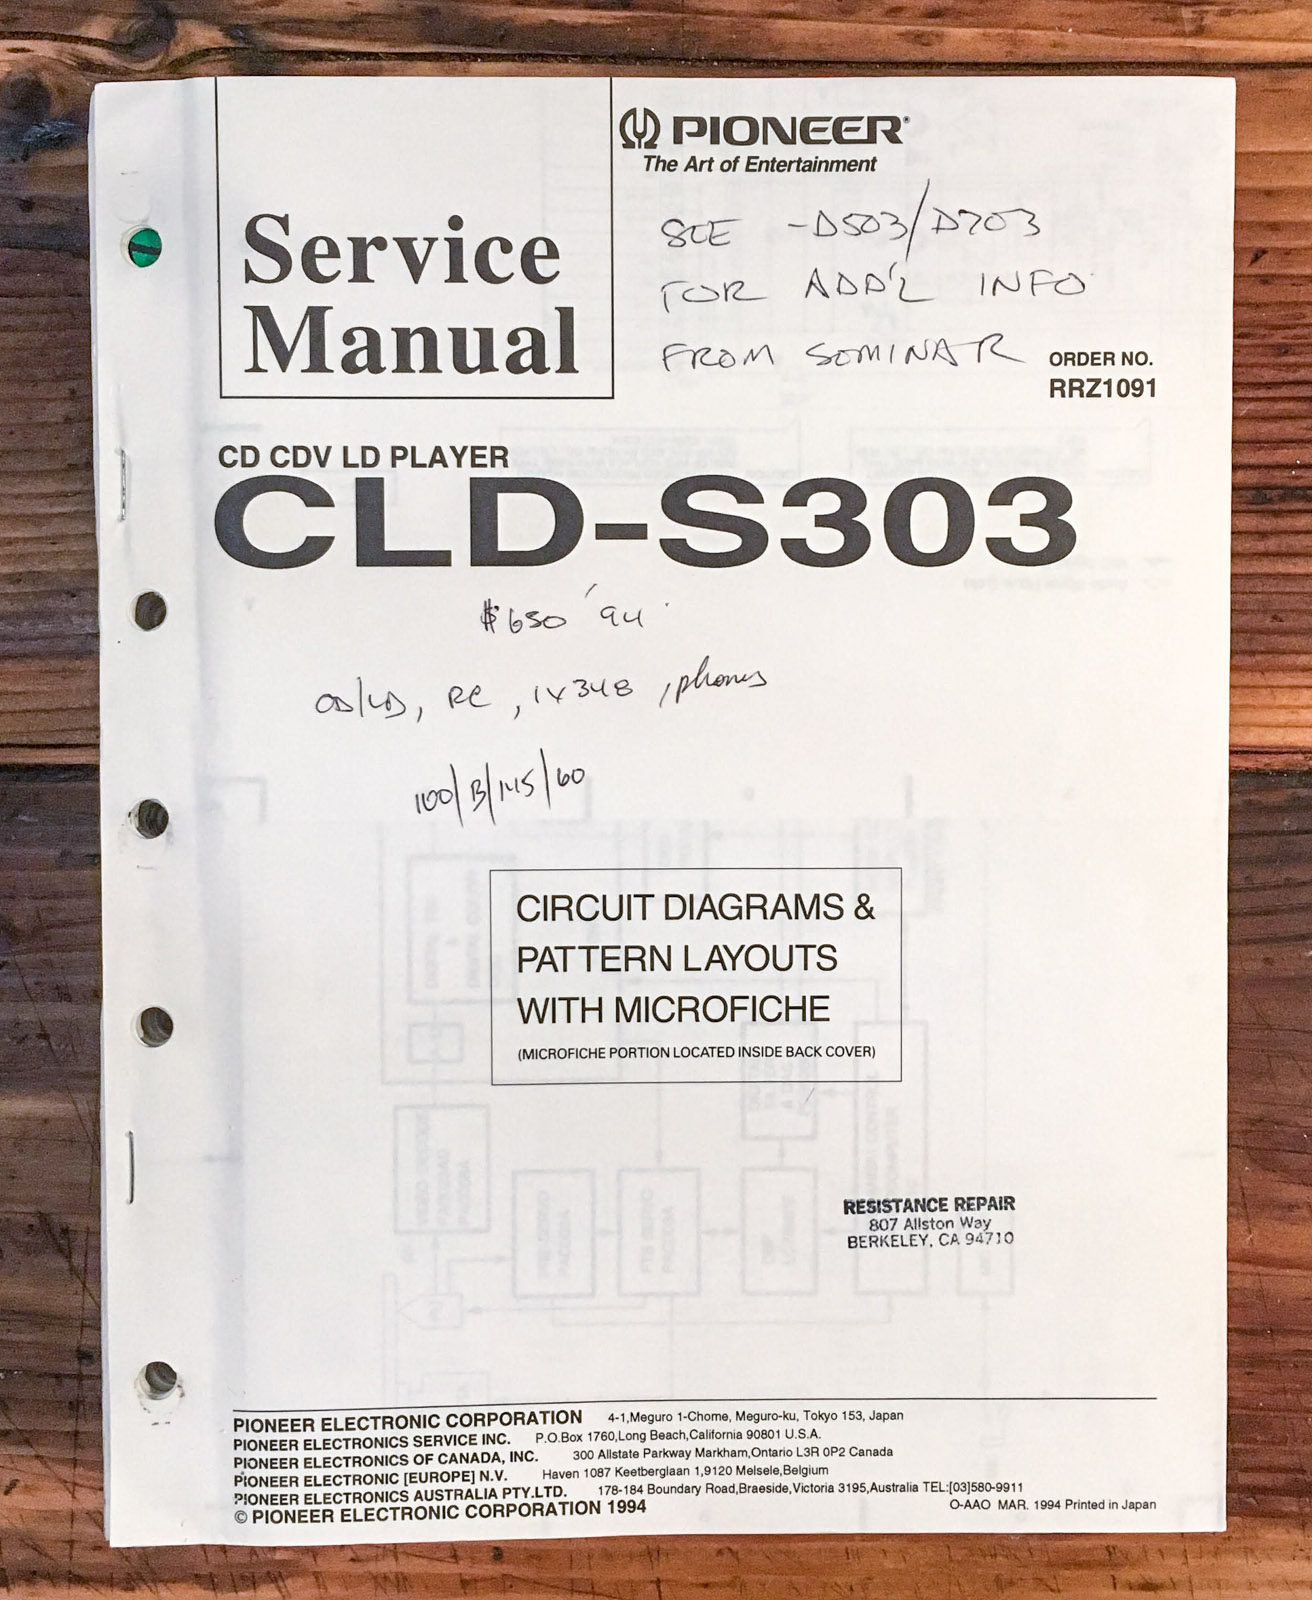 PIONEER®
The Art of Entertainment
Service
Manual
SEE -D503/D703
FOR ADD'L INFO
FROM SEMINAR
ORDER NO.
RRZ1091
CD CDV LD PLAYER
CLD-S303
$650 '94
CD/LD, RC, 1X348, phones
100/B/145/60
CIRCUIT DIAGRAMS &
PATTERN LAYOUTS
WITH MICROFICHE
(MICROFICHE PORTION LOCATED INSIDE BACK COVER)
RESISTANCE REPAIR
807 Allston Way
BERKELEY, CA 94710
PIONEER ELECTRONIC CORPORATION 4-1,Meguro 1-Chome, Meguro-ku, Tokyo 153, Japan
PIONEER ELECTRONICS SERVICE INC. P.O.Box 1760,Long Beach,California 90801 U.S.A.
PIONEER ELECTRONICS OF CANADA, INC. 300 Allstate Parkway Markham,Ontario L3R 0P2 Canada
PIONEER ELECTRONIC [EUROPE] N.V. Haven 1087 Keetberglaan 1,9120 Melsele,Belgium
PIONEER ELECTRONICS AUSTRALIA PTY.LTD. 178-184 Boundary Road,Braeside,Victoria 3195,Australia TEL:[03]580-9911
© PIONEER ELECTRONIC CORPORATION 1994 O-AAO MAR. 1994 Printed in Japan